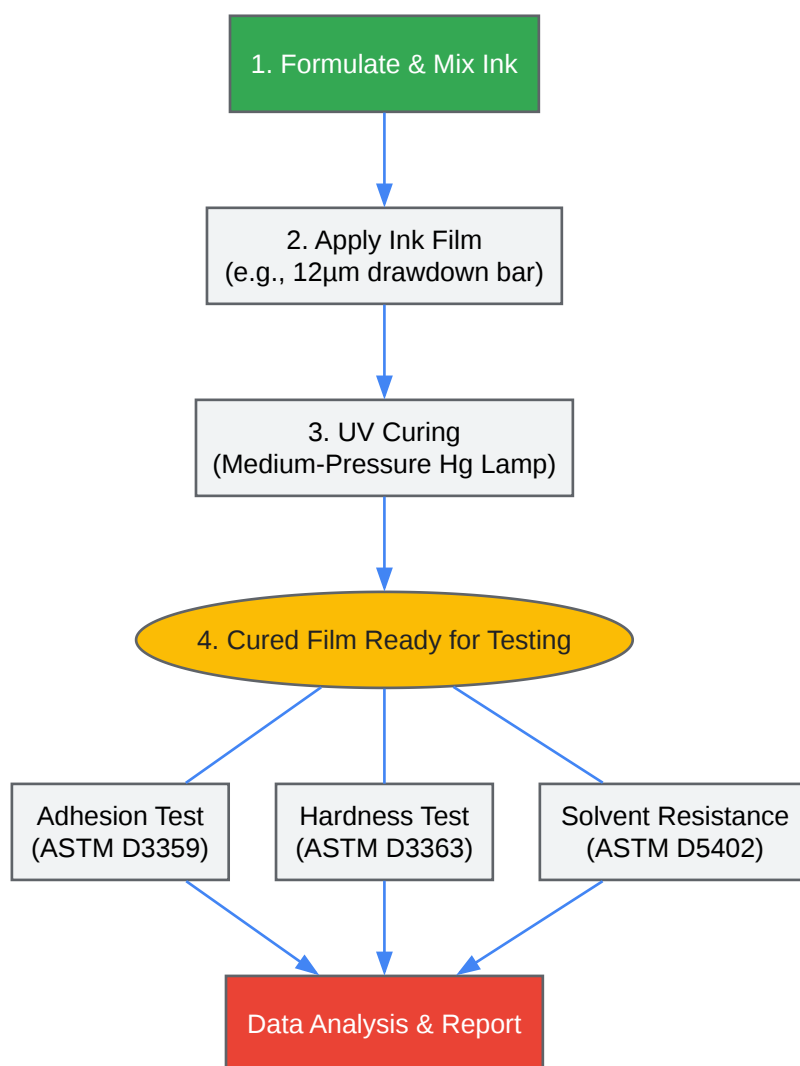 1. Formulate & Mix Ink
2. Apply Ink Film
(e.g., 12µm drawdown bar)
3. UV Curing
(Medium-Pressure Hg Lamp)
4. Cured Film Ready for Testing
Adhesion Test
(ASTM D3359)
Hardness Test
(ASTM D3363)
Solvent Resistance
(ASTM D5402)
Data Analysis & Report